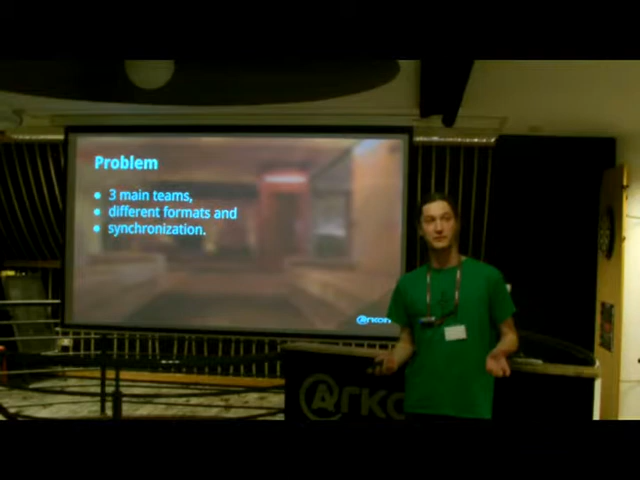 Problem
3 main teams,
different formats and
synchronization.